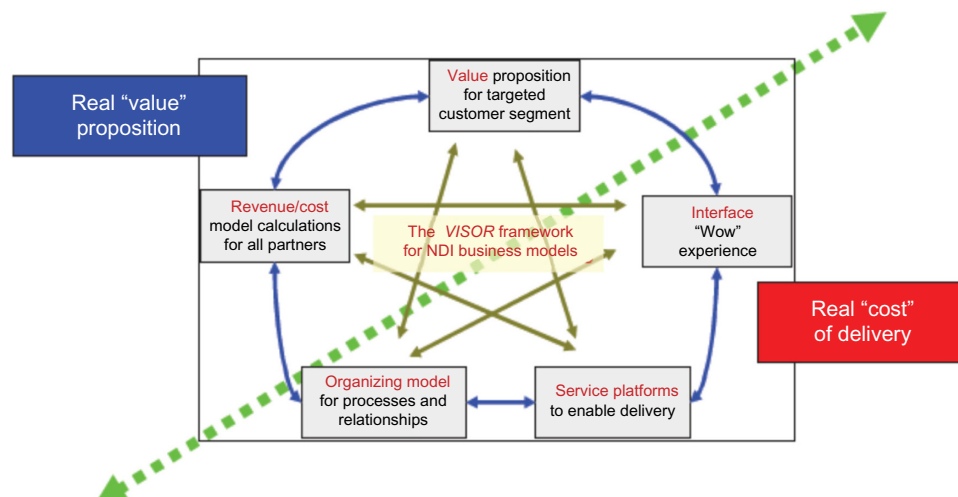 Real “value”
proposition
Value proposition
for targeted
customer segment
Revenue/cost
model calculations
for all partners
The VISOR framework
for NDI business models
Interface
“Wow”
experience
Real “cost”
of delivery
Organizing model
for processes and
relationships
Service platforms
to enable delivery